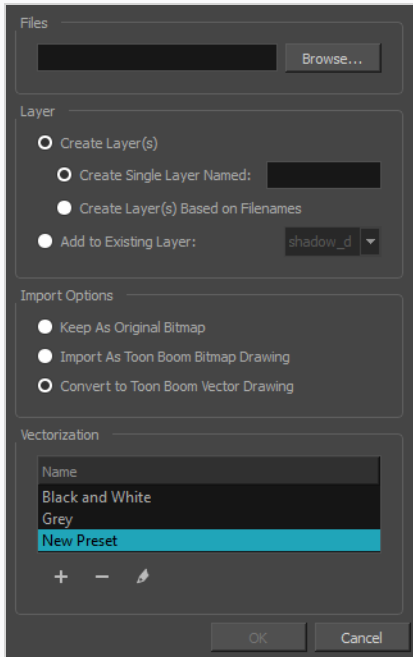 Files
Browse...
Layer
Create Layer(s)
Create Single Layer Named:
Create Layer(s) Based on Filenames
Add to Existing Layer: shadow_d
Import Options
Keep As Original Bitmap
Import As Toon Boom Bitmap Drawing
Convert to Toon Boom Vector Drawing
Vectorization
Name
Black and White
Grey
New Preset
OK Cancel